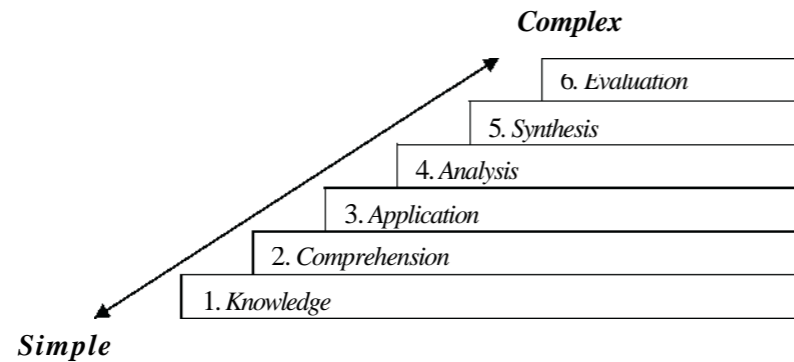 Complex
6. Evaluation
5. Synthesis
4. Analysis
3. Application
2. Comprehension
1. Knowledge
Simple